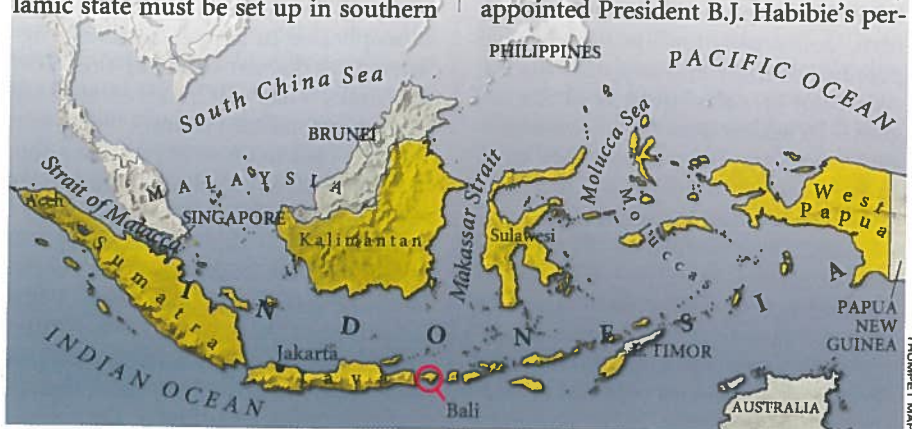 lamic state must be set up in southern
appointed President B.J. Habibie's per-
PHILIPPINES
PACIFIC OCEAN
South China Sea
BRUNEI
Molucca Sea
MALAYSIA
Strait of Malacca
SINGAPORE
Makassar Strait
Aceh
West
Papua
Kalimantan
Sulawesi
Moluccas
Sumatra
INDONESIA
PAPUA
NEW
GUINEA
E. TIMOR
Jakarta
Java
INDIAN OCEAN
Bali
AUSTRALIA
TRUMPET MAP